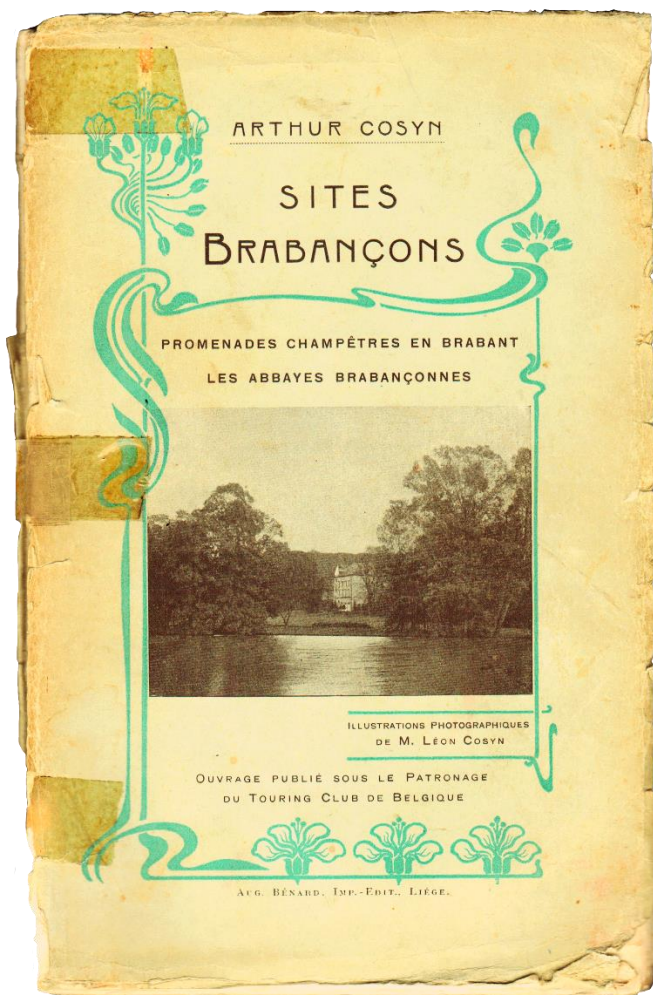 ARTHUR COSYN
SITES
BRABANÇONS
PROMENADES CHAMPÊTRES EN BRABANT
LES ABBAYES BRABANÇONNES
ILLUSTRATIONS PHOTOGRAPHIQUES
DE M. LÉON COSYN
OUVRAGE PUBLIÉ SOUS LE PATRONAGE
DU TOURING CLUB DE BELGIQUE
AUG. BÉNARD, IMP.-EDIT., LIÉGE.